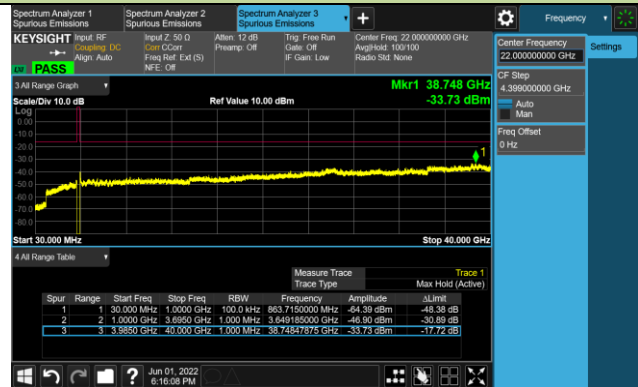 Spectrum Analyzer 1
Spurious Emissions
Spectrum Analyzer 2
Spurious Emissions
Spectrum Analyzer 3
Spurious Emissions
Frequency
KEYSIGHT
Input: RF
Coupling: DC
Align: Auto
Input Z: 50 Ω
Corr CCorr
Freq Ref: Ext (S)
NFE: Off
Atten: 12 dB
Preamp: Off
Trig: Free Run
Gate: Off
IF Gain: Low
Center Freq: 22.000000000 GHz
Avg|Hold: 100/100
Radio Std: None
PASS
Center Frequency
22.000000000 GHz
Settings
CF Step
4.399000000 GHz
Auto
Man
Freq Offset
0 Hz
3 All Range Graph
Mkr1 38.748 GHz
-33.73 dBm
Scale/Div 10.0 dB
Ref Value 10.00 dBm
Log
0.00
-10.0
-20.0
-30.0
-40.0
-50.0
-60.0
-70.0
-80.0
1
Start 30.000 MHz
Stop 40.000 GHz
4 All Range Table
Measure Trace Trace 1
Trace Type Max Hold (Active)
Spur Range Start Freq Stop Freq RBW Frequency Amplitude ΔLimit
1 1 30.000 MHz 1.0000 GHz 100.0 kHz 863.7150000 MHz -64.39 dBm -48.38 dB
2 2 1.0000 GHz 3.6950 GHz 1.000 MHz 3.649185000 GHz -46.90 dBm -30.89 dB
3 3 3.9850 GHz 40.000 GHz 1.000 MHz 38.74847875 GHz -33.73 dBm -17.72 dB
Jun 01, 2022
6:16:08 PM